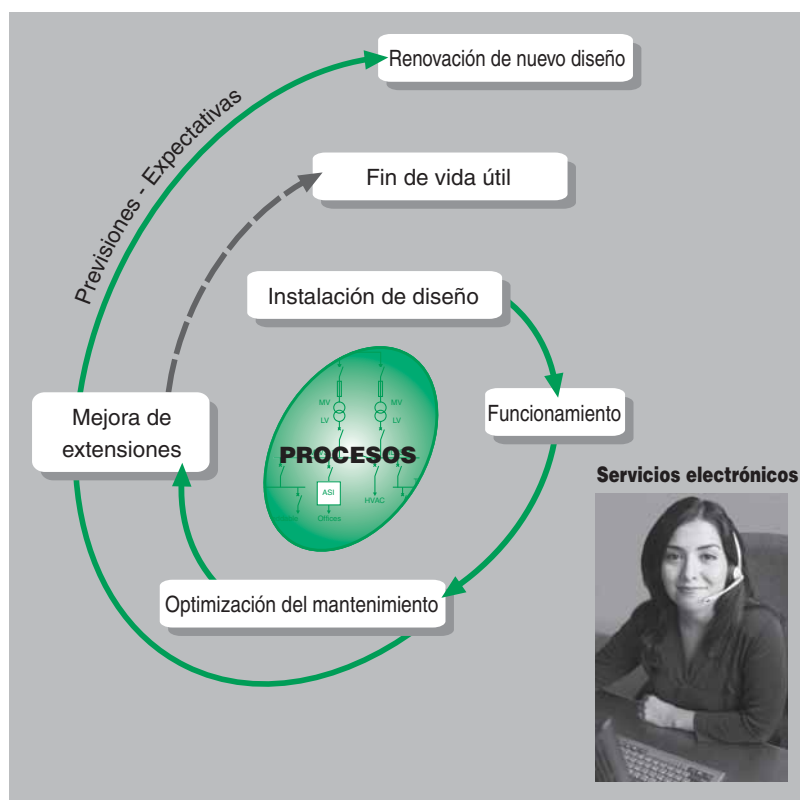 Renovación de nuevo diseño
Previsiones - Expectativas
Fin de vida útil
Instalación de diseño
Mejora de
extensiones
Funcionamiento
MV
MV
LV
LV
PROCESOS
ASI
HVAC
Offices
Servicios electrónicos
Optimización del mantenimiento